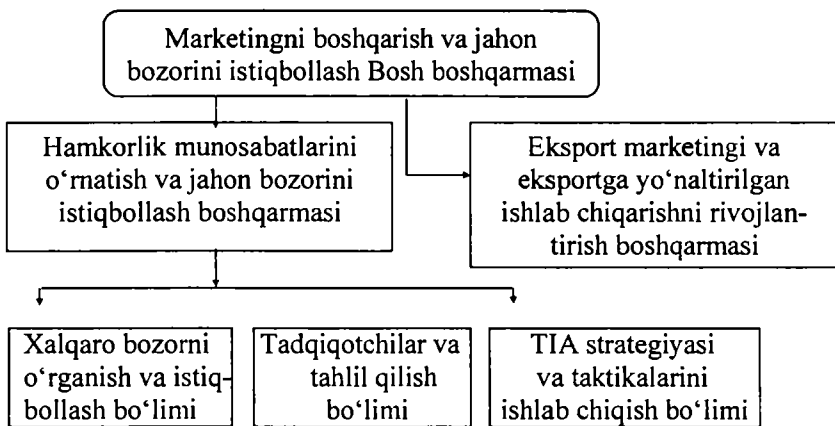 Marketingni boshqarish va jahon
bozorini istiqbollash Bosh boshqarmasi
Hamkorlik munosabatlarini
o‘rnatish va jahon bozorini
istiqbollash boshqarmasi
Eksport marketingi va
eksportga yo‘naltirilgan
ishlab chiqarishni rivojlan-
tirish boshqarmasi
Xalqaro bozorni
o‘rganish va istiq-
bollash bo‘limi
Tadqiqotchilar va
tahlil qilish
bo‘limi
TIA strategiyasi
va taktikalarini
ishlab chiqish bo‘limi